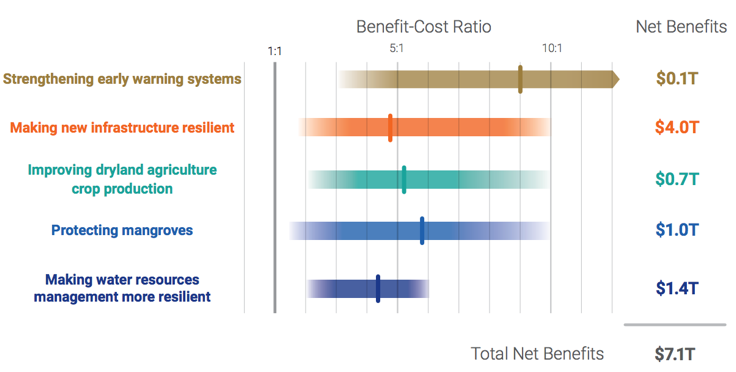 Benefit-Cost Ratio
Net Benefits
1:1
5:1
10:1
Strengthening early warning systems
$0.1T
Making new infrastructure resilient
$4.0T
Improving dryland agriculture
crop production
$0.7T
Protecting mangroves
$1.0T
Making water resources
management more resilient
$1.4T
Total Net Benefits
$7.1T